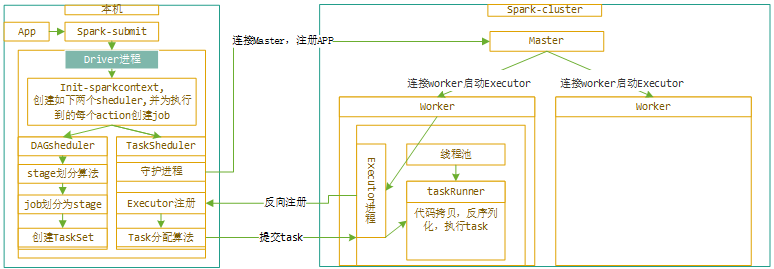 本机
App
Spark-submit
Driver进程
Init-sparkcontext,
创建如下两个sheduler,并为执行
到的每个action创建job
DAGsheduler
TaskSheduler
stage划分算法
守护进程
job划分为stage
Executor注册
创建TaskSet
Task分配算法
连接Master，注册APP
反向注册
提交task
Spark-cluster
Master
连接worker启动Executor
连接worker启动Executor
Worker
Worker
Executor进程
线程池
taskRunner
代码拷贝，反序列
化，执行task